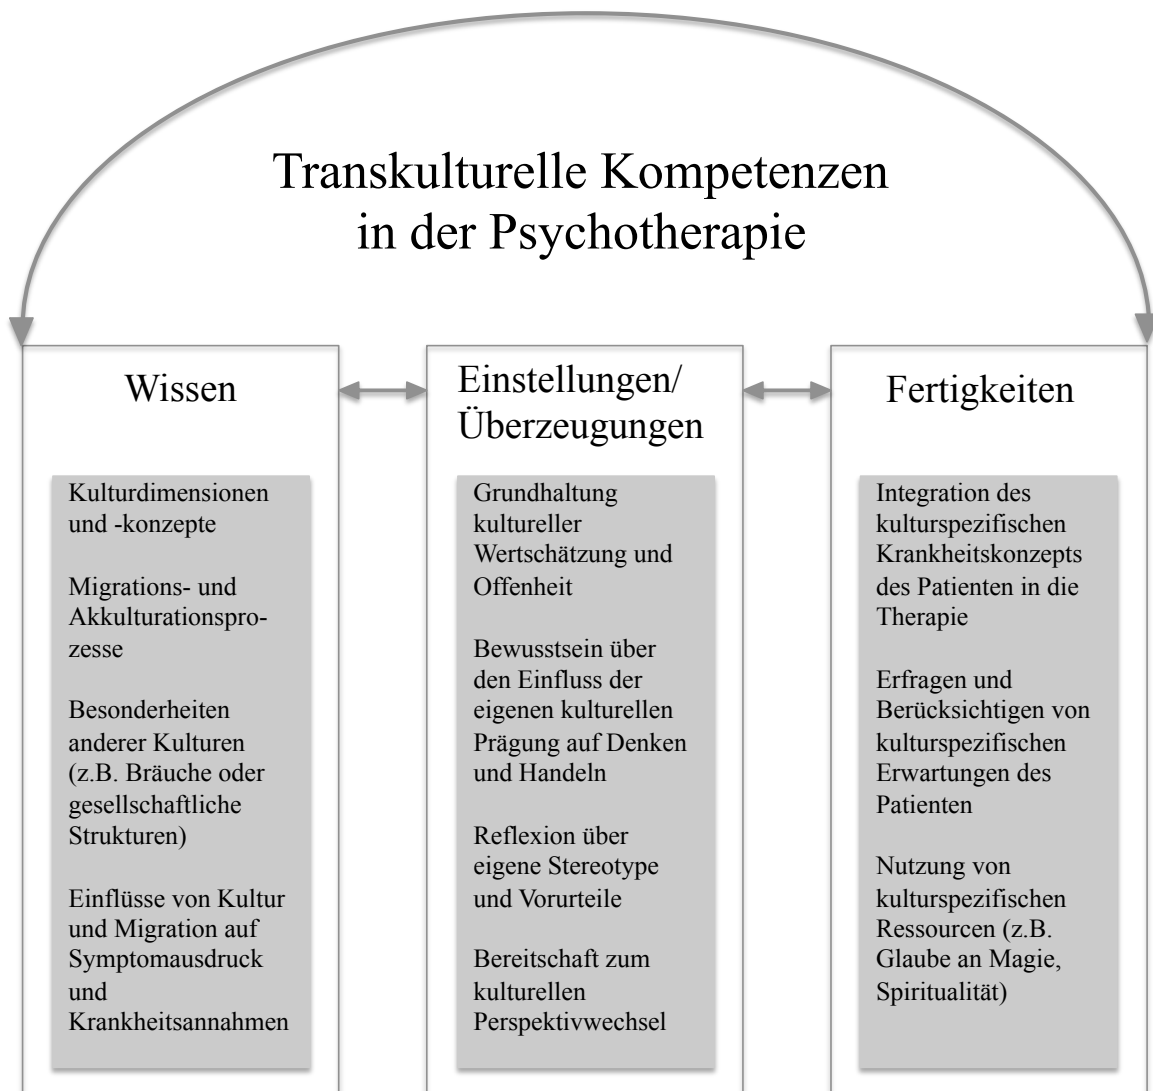 Transkulturelle Kompetenzen
in der Psychotherapie
Wissen
Kulturdimensionen
und -konzepte
Migrations- und
Akkulturationspro-
zesse
Besonderheiten
anderer Kulturen
(z.B. Bräuche oder
gesellschaftliche
Strukturen)
Einflüsse von Kultur
und Migration auf
Symptomausdruck
und
Krankheitsannahmen
Einstellungen/
Überzeugungen
Grundhaltung
kultureller
Wertschätzung und
Offenheit
Bewusstsein über
den Einfluss der
eigenen kulturellen
Prägung auf Denken
und Handeln
Reflexion über
eigene Stereotype
und Vorurteile
Bereitschaft zum
kulturellen
Perspektivwechsel
Fertigkeiten
Integration des
kulturspezifischen
Krankheitskonzepts
des Patienten in die
Therapie
Erfragen und
Berücksichtigen von
kulturspezifischen
Erwartungen des
Patienten
Nutzung von
kulturspezifischen
Ressourcen (z.B.
Glaube an Magie,
Spiritualität)